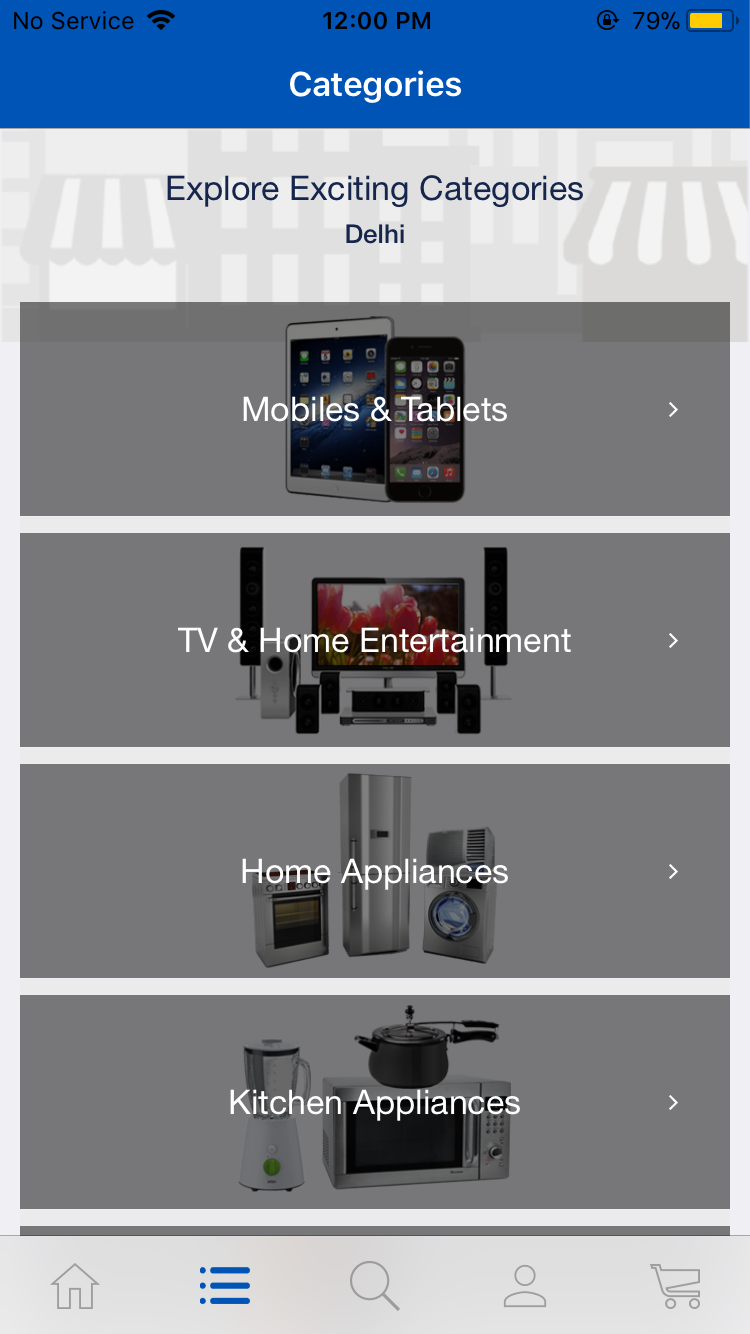 No Service 12:00 PM 79%
Categories
Explore Exciting Categories
Delhi
Mobiles & Tablets
TV & Home Entertainment
Home Appliances
Kitchen Appliances